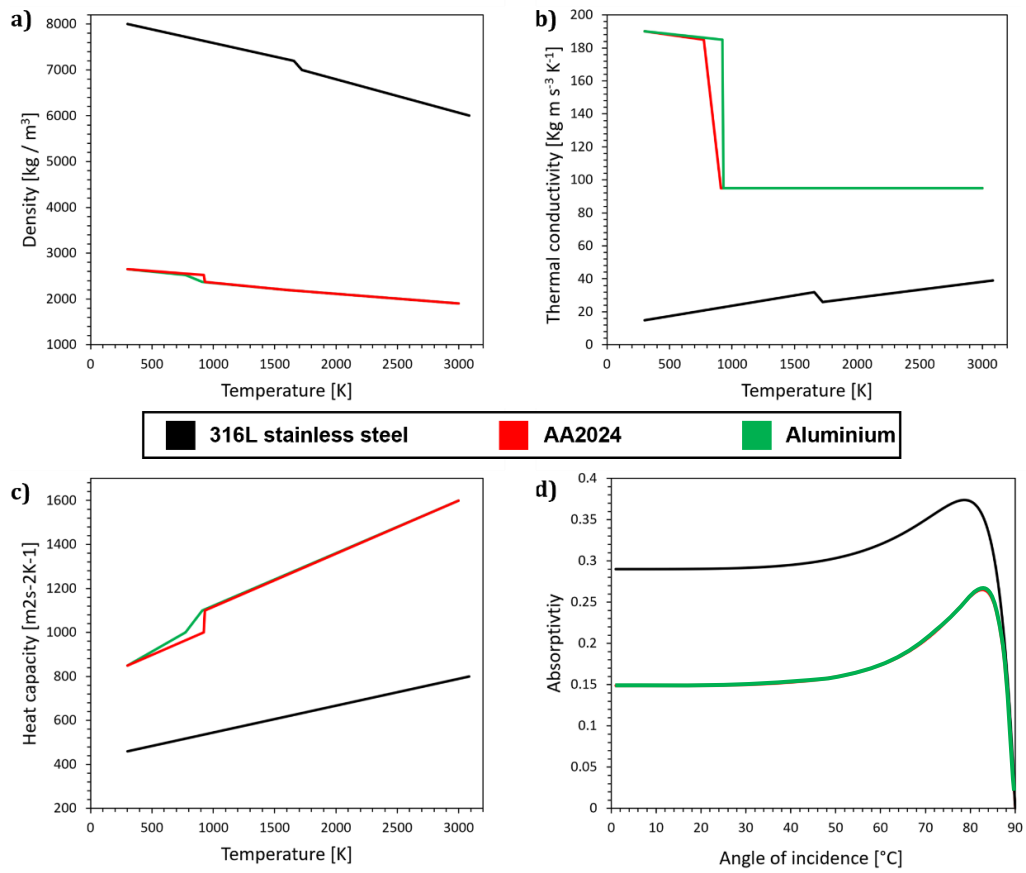 a)
Density [kg / m³]
8000
7000
6000
5000
4000
3000
2000
1000
0 500 1000 1500 2000 2500 3000
Temperature [K]
b)
Thermal conductivity [Kg m s⁻³ K⁻¹]
200
180
160
140
120
100
80
60
40
20
0
0 500 1000 1500 2000 2500 3000
Temperature [K]
316L stainless steel AA2024 Aluminium
c)
Heat capacity [m2s-2K-1]
1600
1400
1200
1000
800
600
400
200
0 500 1000 1500 2000 2500 3000
Temperature [K]
d)
Absorptivtiy
0.4
0.35
0.3
0.25
0.2
0.15
0.1
0.05
0
0 10 20 30 40 50 60 70 80 90
Angle of incidence [°C]